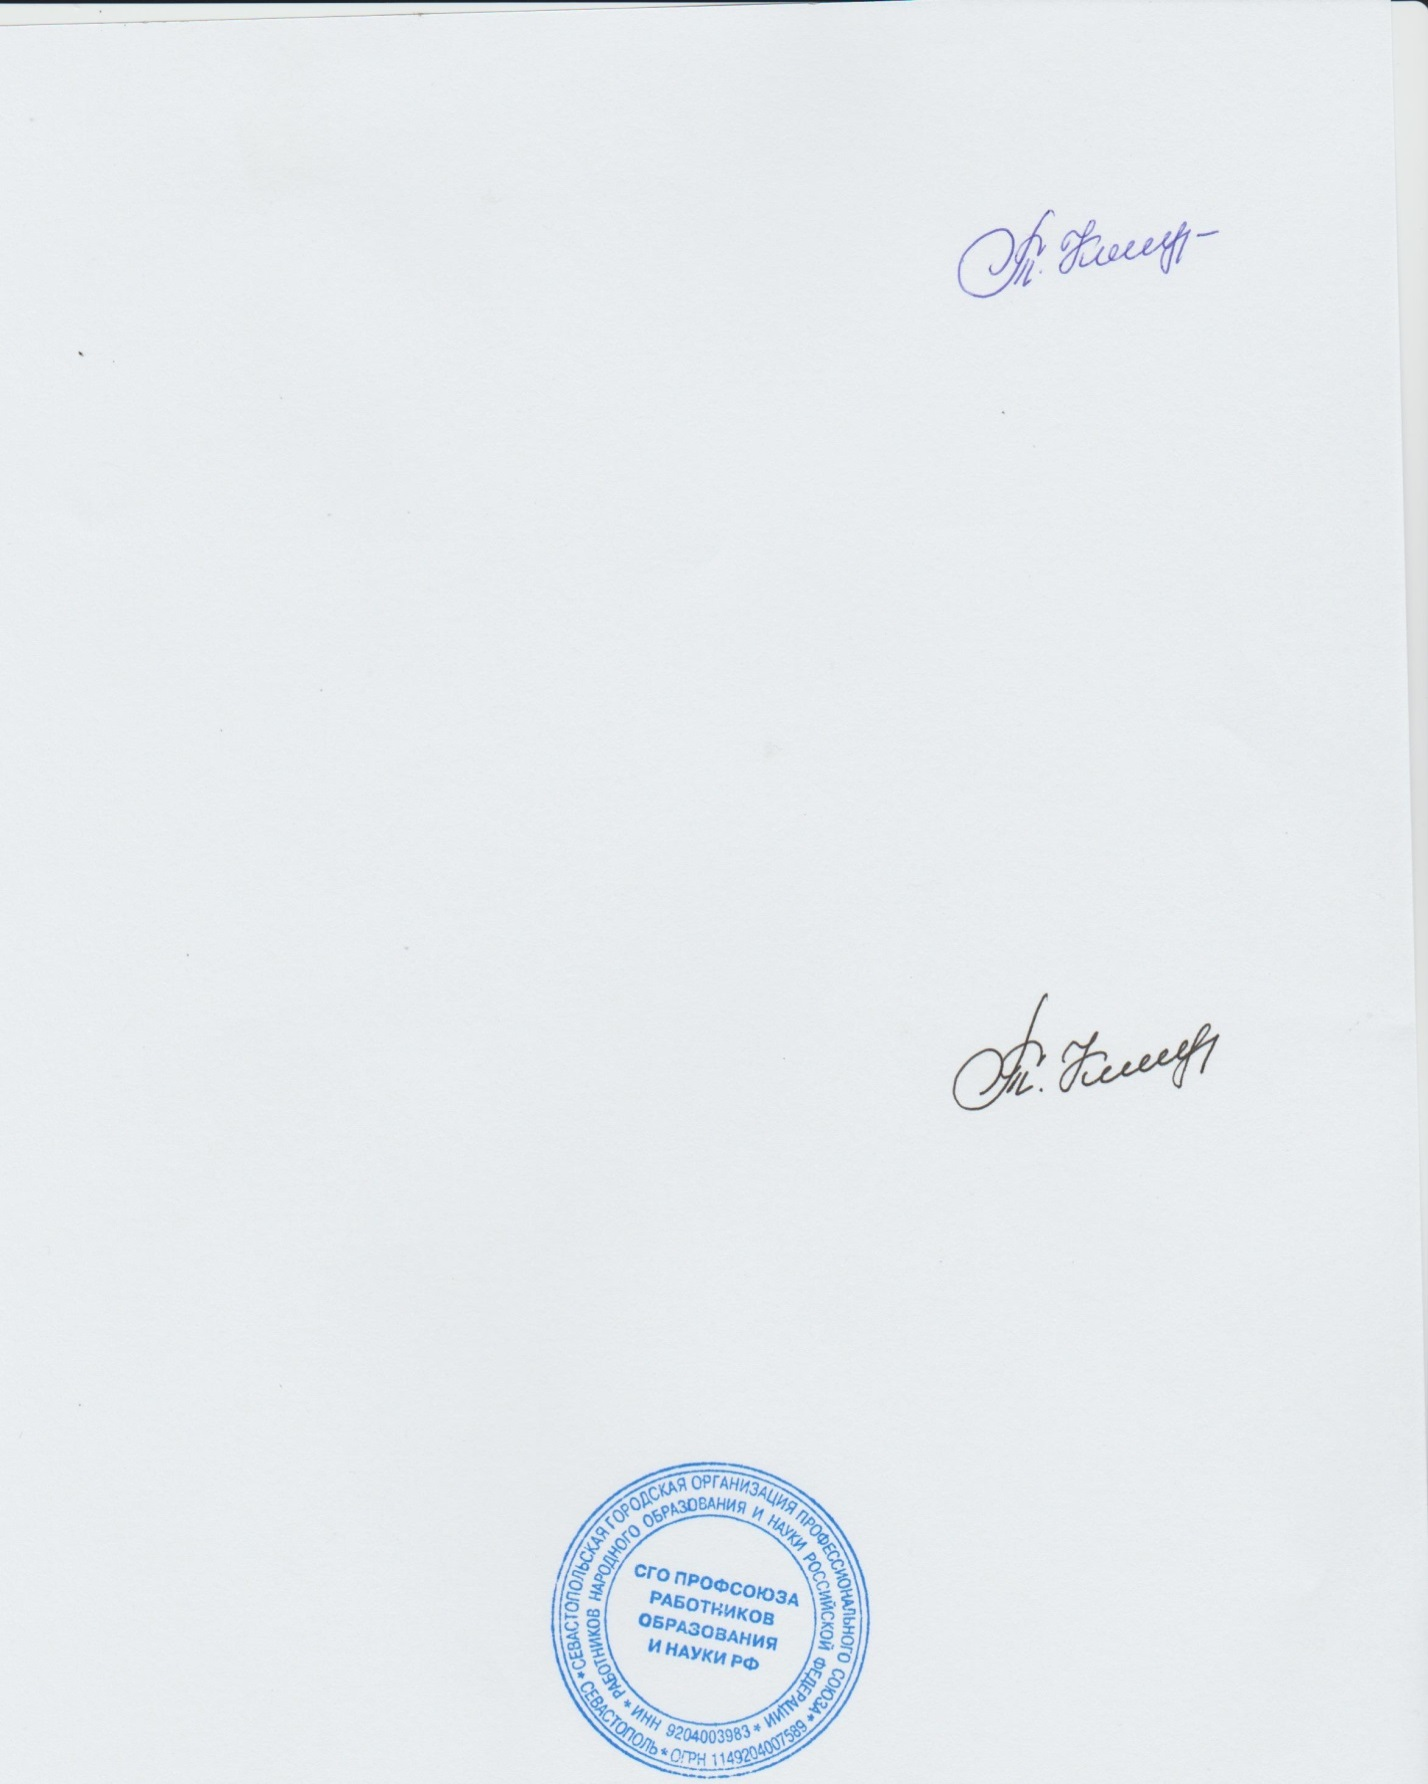 * СЕВАСТОПОЛЬСКАЯ ГОРОДСКАЯ ОРГАНИЗАЦИЯ ПРОФЕССИОНАЛЬНОГО СОЮЗА *
РАБОТНИКОВ НАРОДНОГО ОБРАЗОВАНИЯ И НАУКИ РОССИЙСКОЙ ФЕДЕРАЦИИ
СГО ПРОФСОЮЗА
РАБОТНИКОВ
ОБРАЗОВАНИЯ
И НАУКИ РФ
* ИНН 9204003983 *
СЕВАСТОПОЛЬ * ОГРН 1149204007589